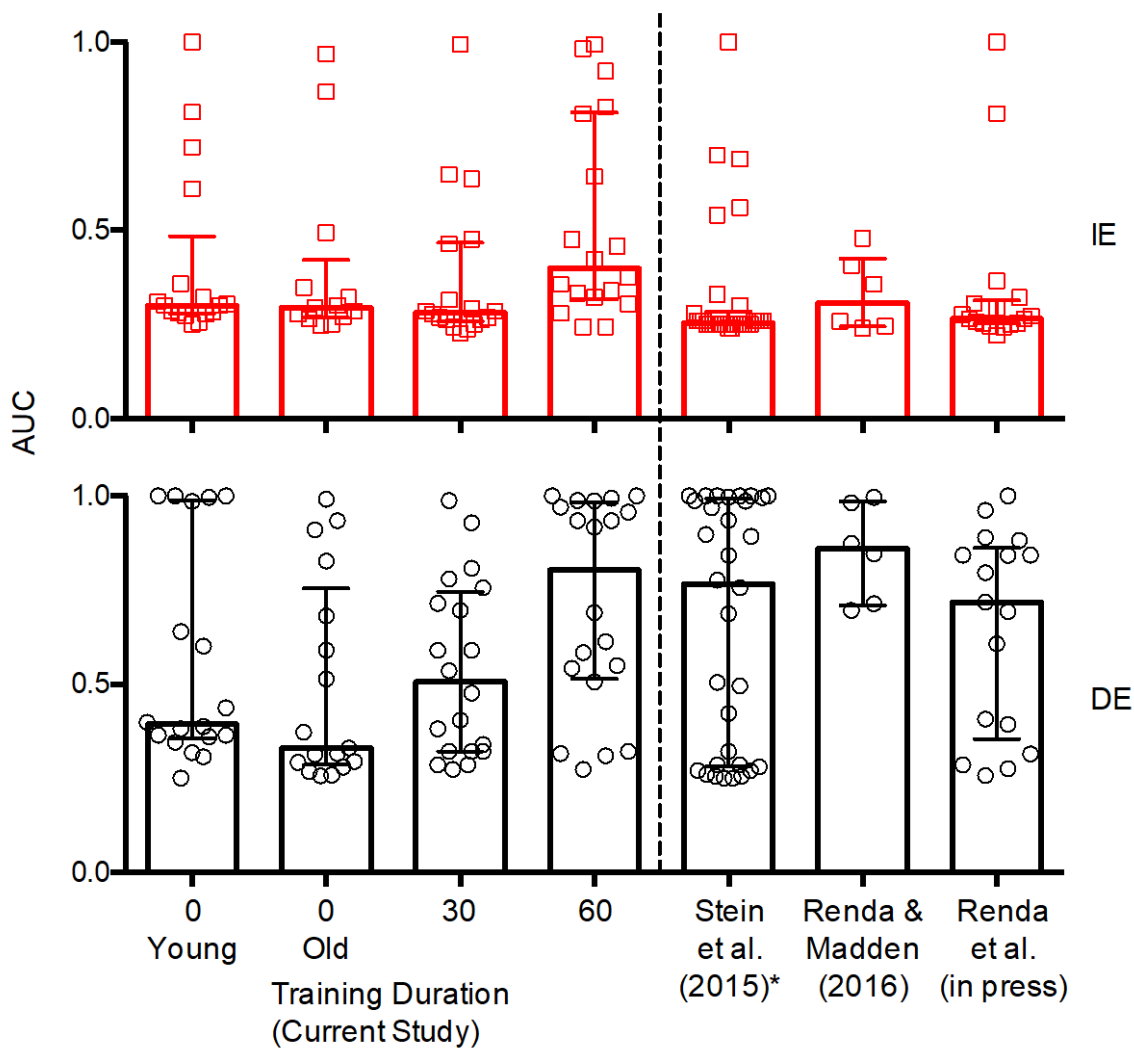 1.0
0.5
IE
0.0
AUC
1.0
0.5
DE
0.0
0
Young
0
Old
30
60
Training Duration
(Current Study)
Stein
et al.
(2015)*
Renda &
Madden
(2016)
Renda
et al.
(in press)